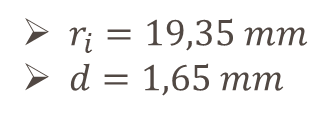 ➢ rᵢ = 19,35 mm
➢ d = 1,65 mm